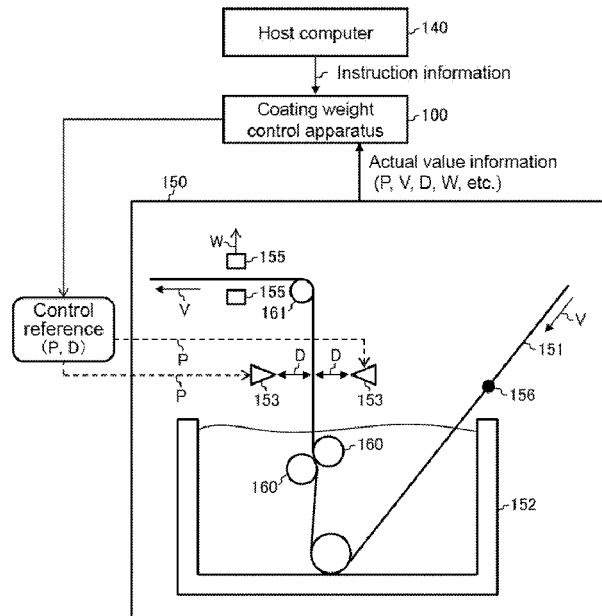 Host computer
140
Instruction information
Coating weight
control apparatus
100
Actual value information
(P, V, D, W, etc.)
150
W
155
155
V
161
V
Control
reference
(P, D)
P
P
D
D
153
153
151
156
160
160
152